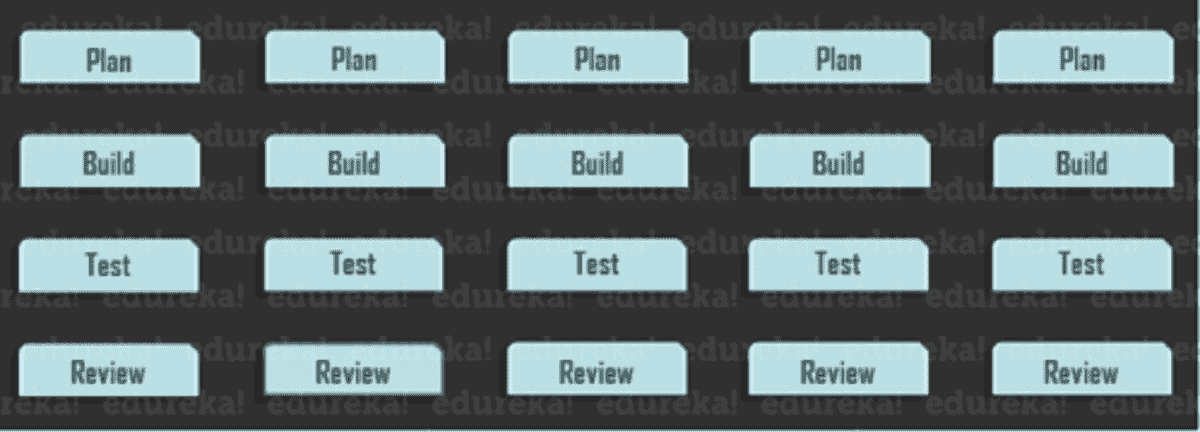 Plan Plan Plan Plan Plan
Build Build Build Build Build
Test Test Test Test Test
Review Review Review Review Review
edureka!